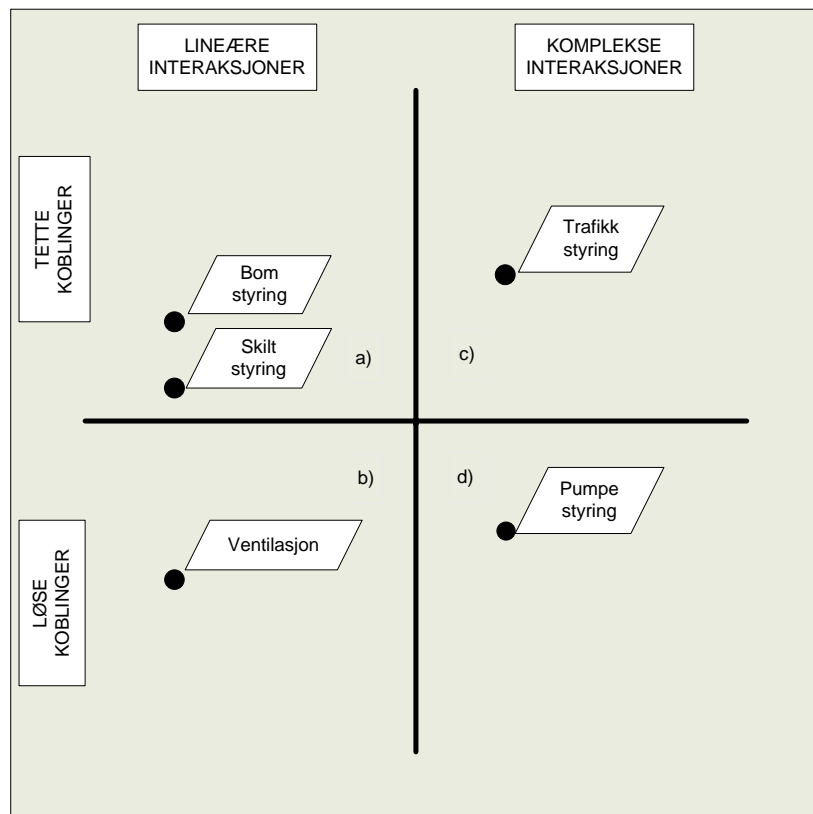 LINEÆRE
INTERAKSJONER
KOMPLEKSE
INTERAKSJONER
TETTE
KOBLINGER
Trafikk
styring
Bom
styring
Skilt
styring
a)
c)
b)
d)
Pumpe
styring
Ventilasjon
LØSE
KOBLINGER